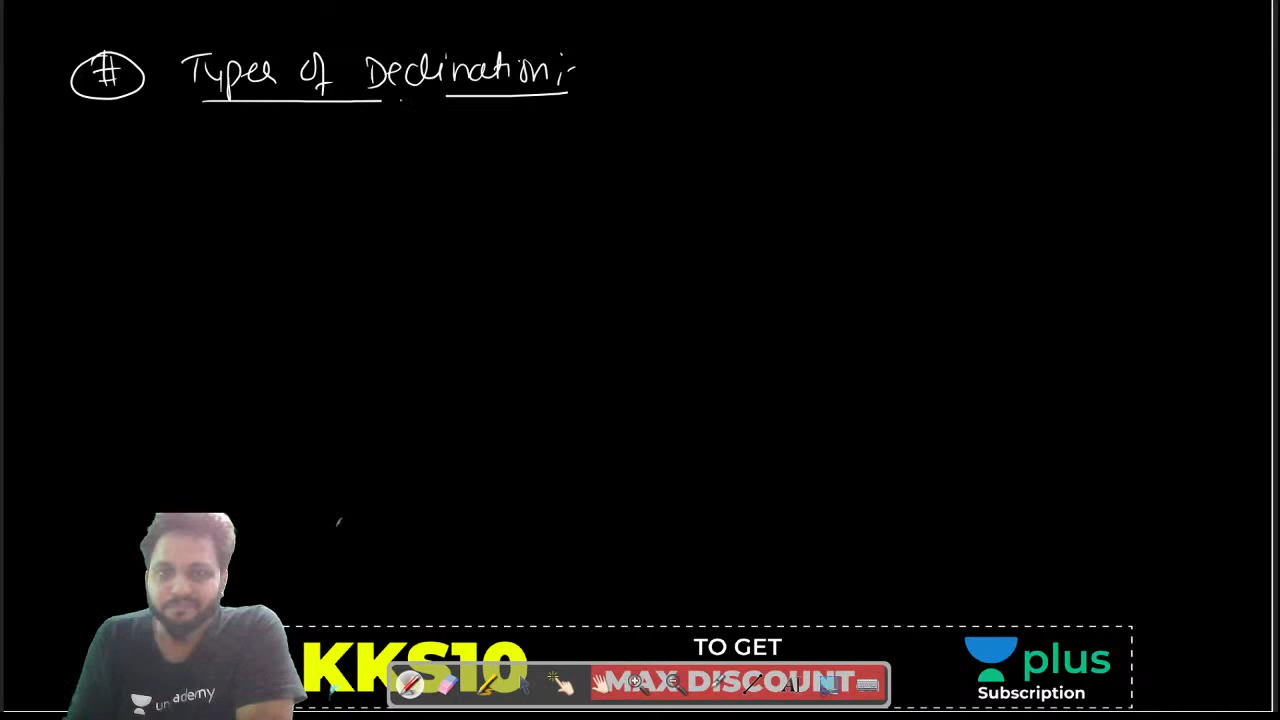 # Types of Declination:-
unacademy
KKS10
TO GET
MAX DISCOUNT
plus
Subscription